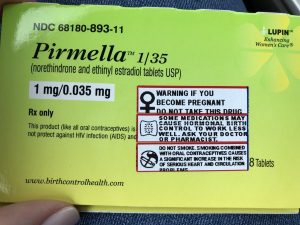 NDC 68180-893-11
LUPIN
Enhancing
Women's Care®
Pirmella™ 1/35
(norethindrone and ethinyl estradiol tablets USP)
1 mg/0.035 mg
Rx only
This product (like all oral contraceptives) is
not protect against HIV infection (AIDS) and
WARNING IF YOU
BECOME PREGNANT
DO NOT TAKE THIS DRUG
SOME MEDICATIONS MAY
CAUSE HORMONAL BIRTH
CONTROL TO WORK LESS
WELL. ASK YOUR DOCTOR
OR PHARMACIST.
DO NOT SMOKE. SMOKING COMBINED
WITH ORAL CONTRACEPTIVES CAUSES
A SIGNIFICANT INCREASE IN THE RISK
OF SERIOUS HEART AND CIRCULATION
PROBLEMS
8 Tablets
www.birthcontrolhealth.com